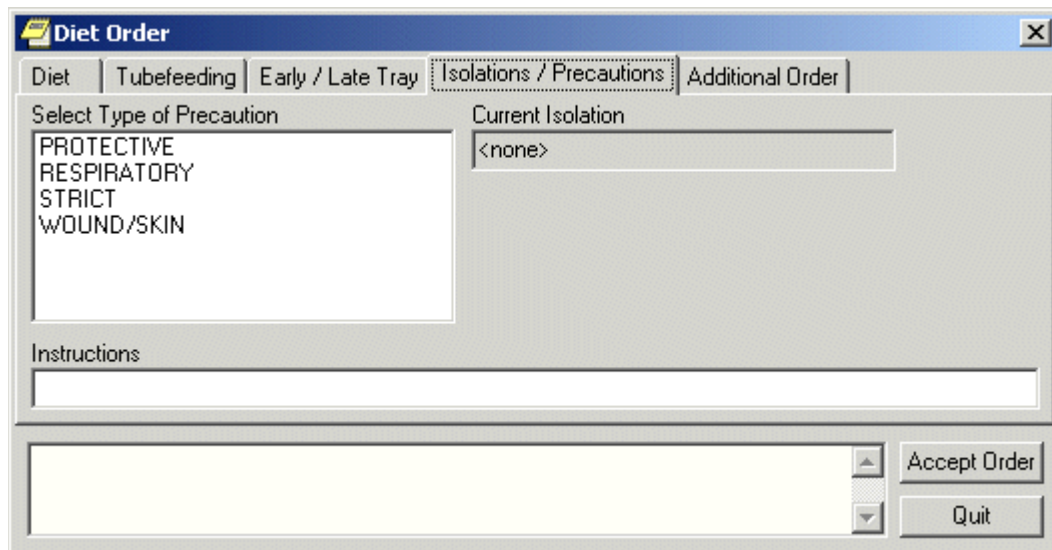 Diet Order
Diet Tubefeeding Early / Late Tray Isolations / Precautions Additional Order
Select Type of Precaution Current Isolation
PROTECTIVE <none>
RESPIRATORY
STRICT
WOUND/SKIN
Instructions
Accept Order
Quit